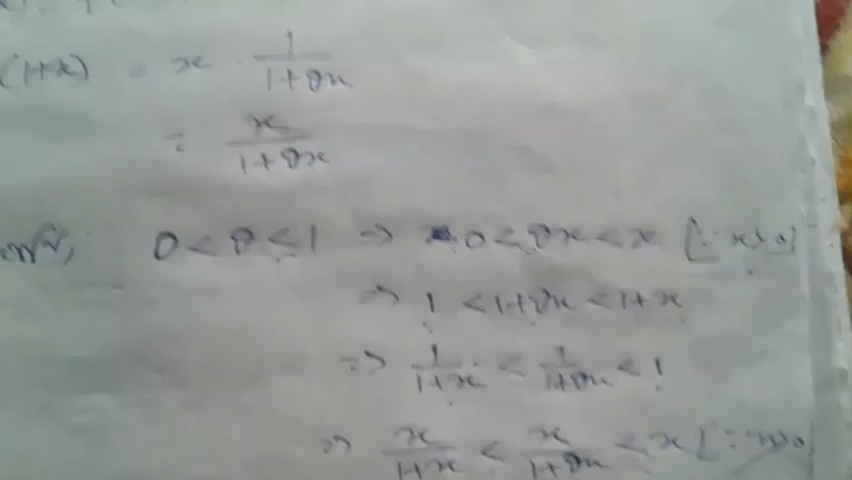 (1+x) = x · 1/(1+θx)
= x/(1+θx)
0 < θ < 1 ⇒ 0 < θx < x [∵ x>0]
⇒ 1 < 1+θx < 1+x
⇒ 1/(1+x) < 1/(1+θx) < 1
⇒ x/(1+x) < x/(1+θx) < x [∵ x>0]